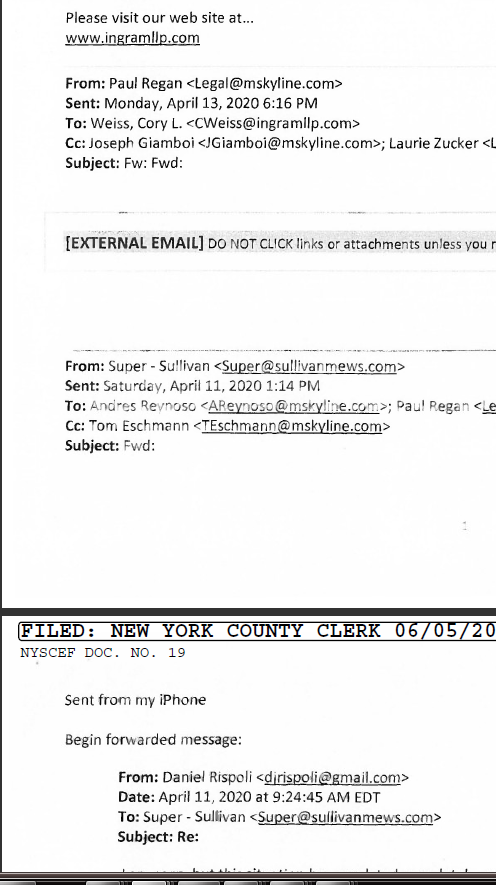 Please visit our web site at...
www.ingramllp.com
From: Paul Regan <Legal@mskyline.com>
Sent: Monday, April 13, 2020 6:16 PM
To: Weiss, Cory L. <CWeiss@ingramllp.com>
Cc: Joseph Giamboi <JGiamboi@mskyline.com>; Laurie Zucker <L
Subject: Fw: Fwd:
[EXTERNAL EMAIL] DO NOT CLICK links or attachments unless you r
From: Super - Sullivan <Super@sullivanmews.com>
Sent: Saturday, April 11, 2020 1:14 PM
To: Andres Reynoso <AReynoso@mskyline.com>; Paul Regan <Le
Cc: Tom Eschmann <TEschmann@mskyline.com>
Subject: Fwd:
1
FILED: NEW YORK COUNTY CLERK 06/05/20
NYSCEF DOC. NO. 19
Sent from my iPhone
Begin forwarded message:
From: Daniel Rispoli <djrispoli@gmail.com>
Date: April 11, 2020 at 9:24:45 AM EDT
To: Super - Sullivan <Super@sullivanmews.com>
Subject: Re: